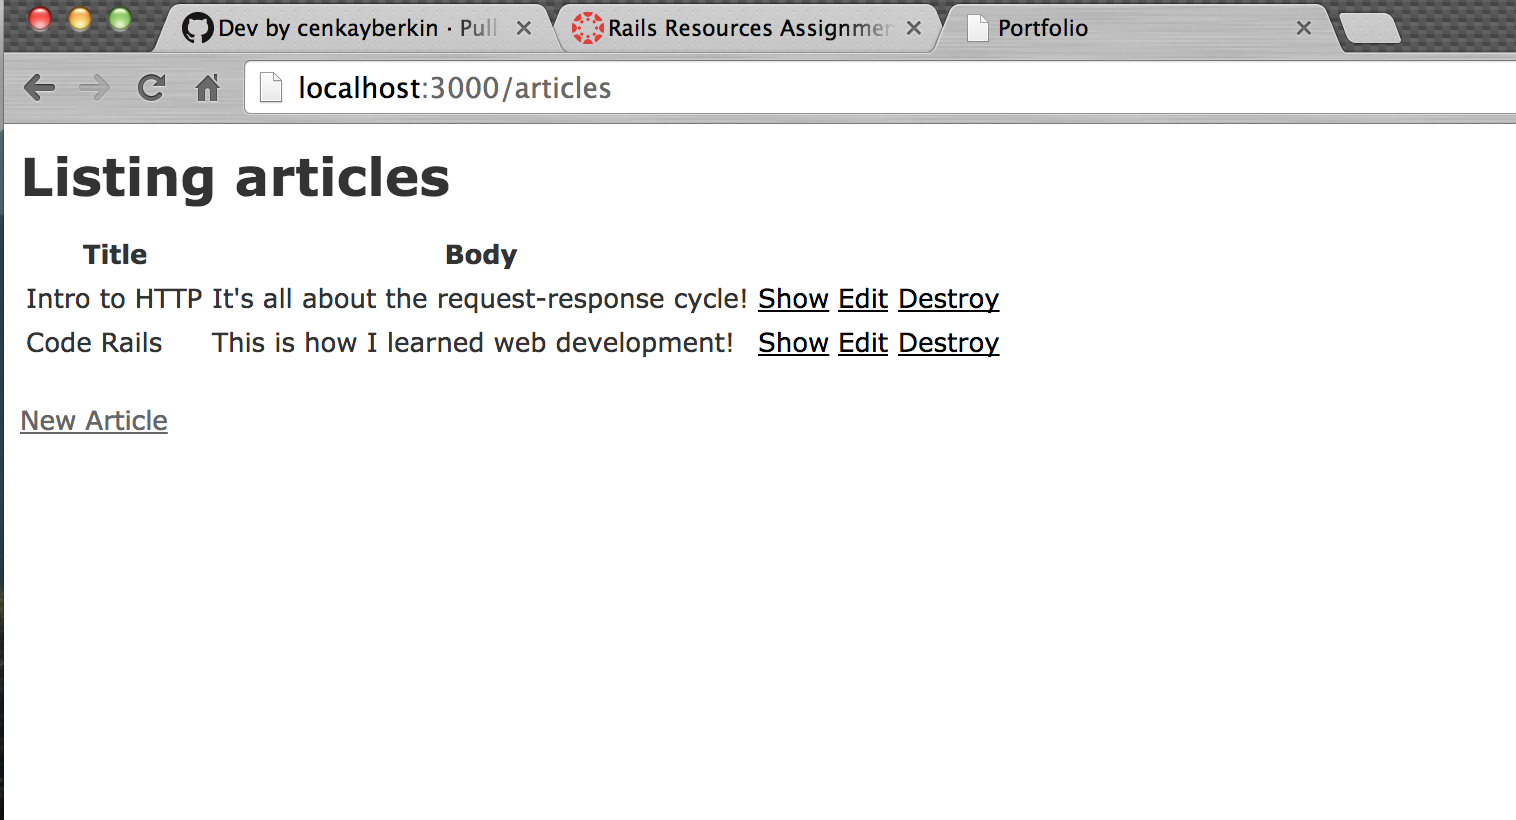 Dev by cenkayberkin · Pull
Rails Resources Assignmen
Portfolio
localhost:3000/articles
Listing articles
Title Body
Intro to HTTP It's all about the request-response cycle! Show Edit Destroy
Code Rails This is how I learned web development! Show Edit Destroy
New Article